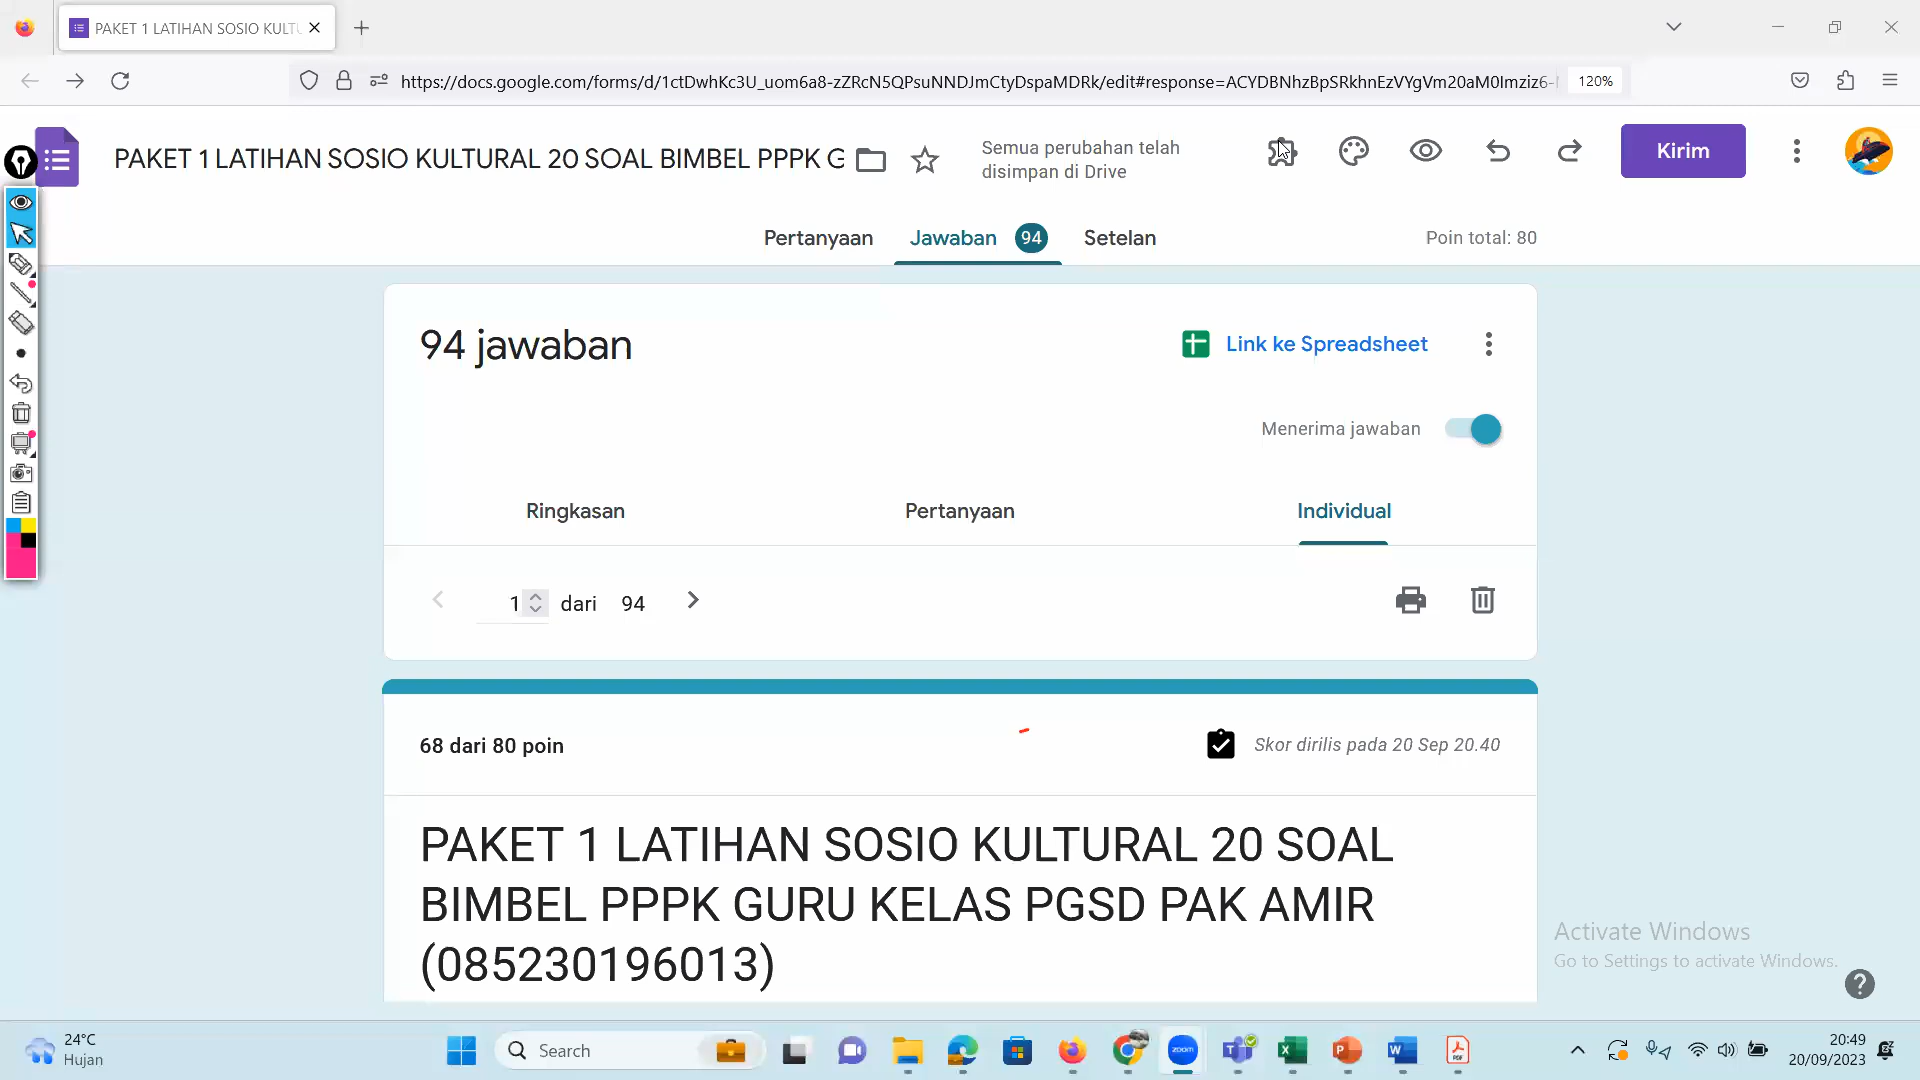 PAKET 1 LATIHAN SOSIO KULTU
https://docs.google.com/forms/d/1ctDwhKc3U_uom6a8-zZRcN5QPsuNNDJmCtyDspaMDRk/edit#response=ACYDBNhzBpSRkhnEzVYgVm20aM0Imziz6-
120%
PAKET 1 LATIHAN SOSIO KULTURAL 20 SOAL BIMBEL PPPK G
Semua perubahan telah
disimpan di Drive
Kirim
Pertanyaan
Jawaban 94
Setelan
Poin total: 80
94 jawaban
Link ke Spreadsheet
Menerima jawaban
Ringkasan
Pertanyaan
Individual
1 dari 94
68 dari 80 poin
Skor dirilis pada 20 Sep 20.40
PAKET 1 LATIHAN SOSIO KULTURAL 20 SOAL
BIMBEL PPPK GURU KELAS PGSD PAK AMIR
(085230196013)
Activate Windows
Go to Settings to activate Windows.
24°C
Hujan
Search
zoom
20:49
20/09/2023